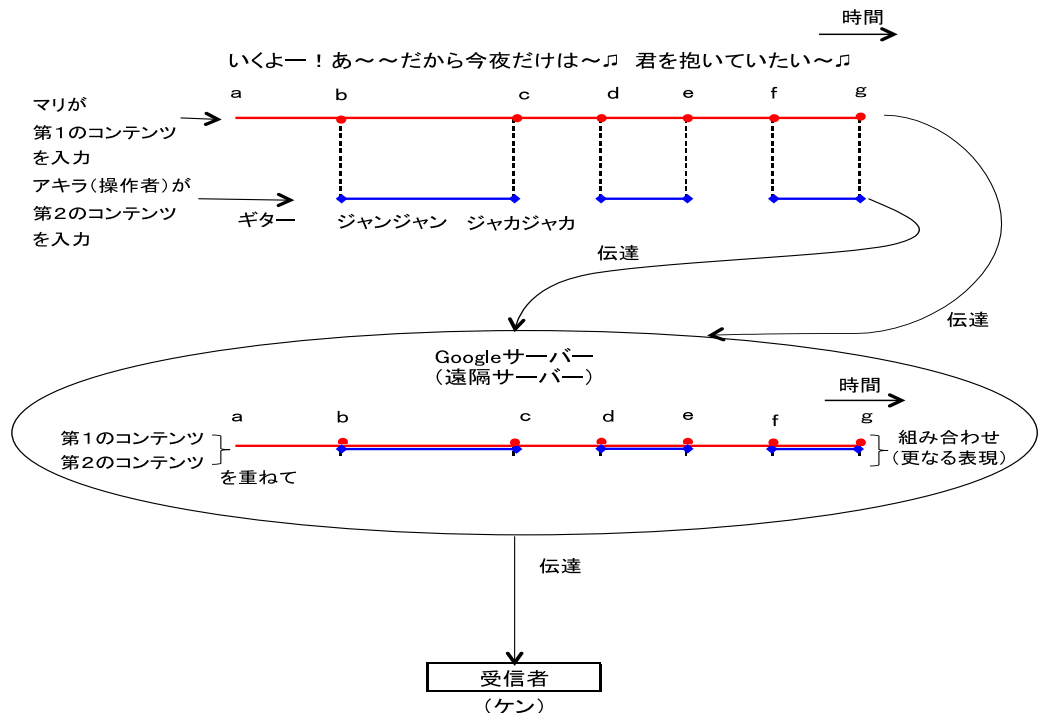 時間
いくよー！あ～～だから今夜だけは～♫ 君を抱いていたい～♫
a b c d e f g
マリが
第１のコンテンツ
を入力
アキラ（操作者）が
第２のコンテンツ
を入力
ギター ジャンジャン ジャカジャカ
伝達
伝達
Googleサーバー
（遠隔サーバー）
時間
a b c d e f g
第１のコンテンツ
第２のコンテンツ
を重ねて
組み合わせ
（更なる表現）
伝達
受信者
（ケン）